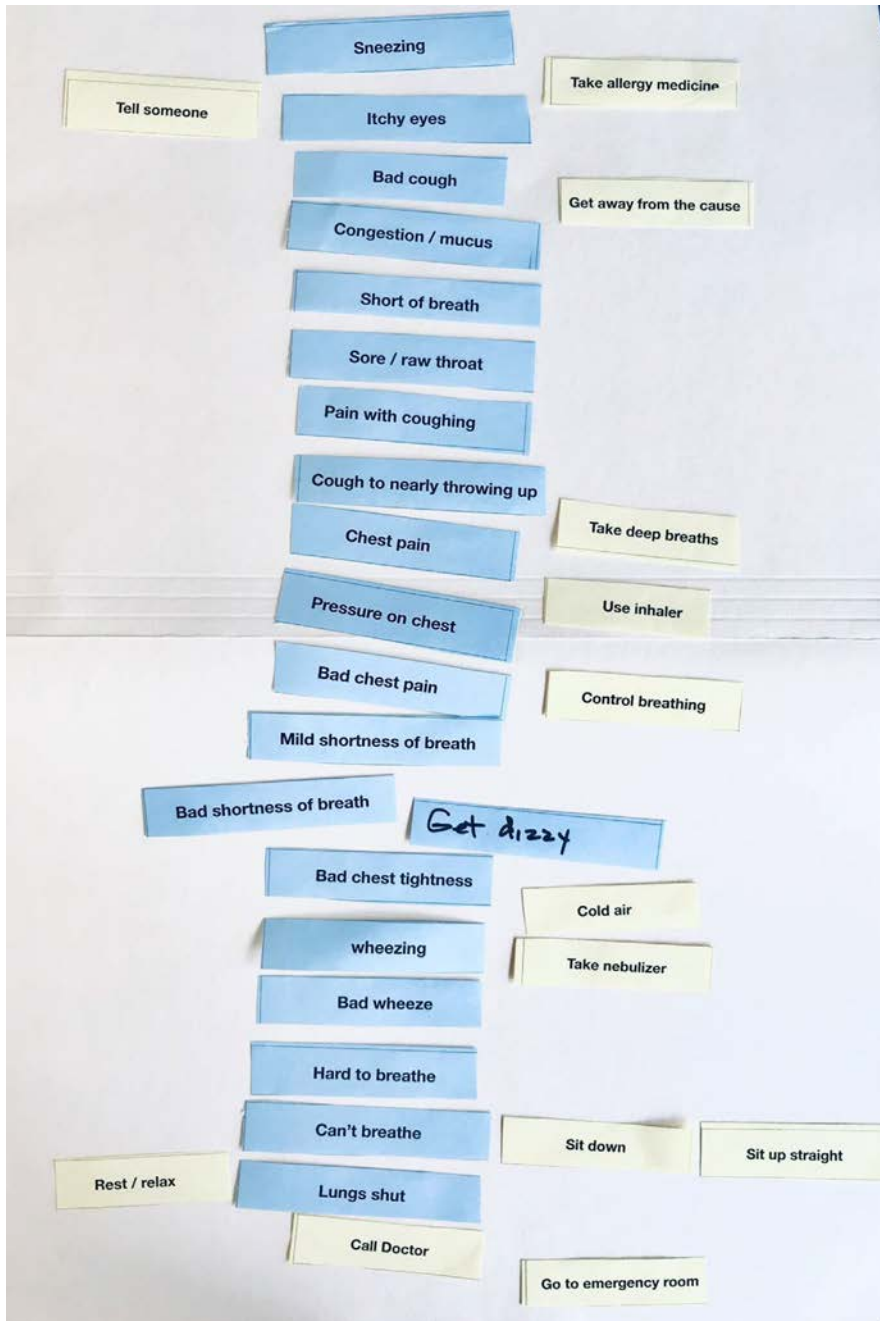 Sneezing
Take allergy medicine
Tell someone
Itchy eyes
Bad cough
Get away from the cause
Congestion / mucus
Short of breath
Sore / raw throat
Pain with coughing
Cough to nearly throwing up
Take deep breaths
Chest pain
Use inhaler
Pressure on chest
Bad chest pain
Control breathing
Mild shortness of breath
Bad shortness of breath
Get dizzy
Bad chest tightness
Cold air
wheezing
Take nebulizer
Bad wheeze
Hard to breathe
Can't breathe
Sit down
Sit up straight
Rest / relax
Lungs shut
Call Doctor
Go to emergency room